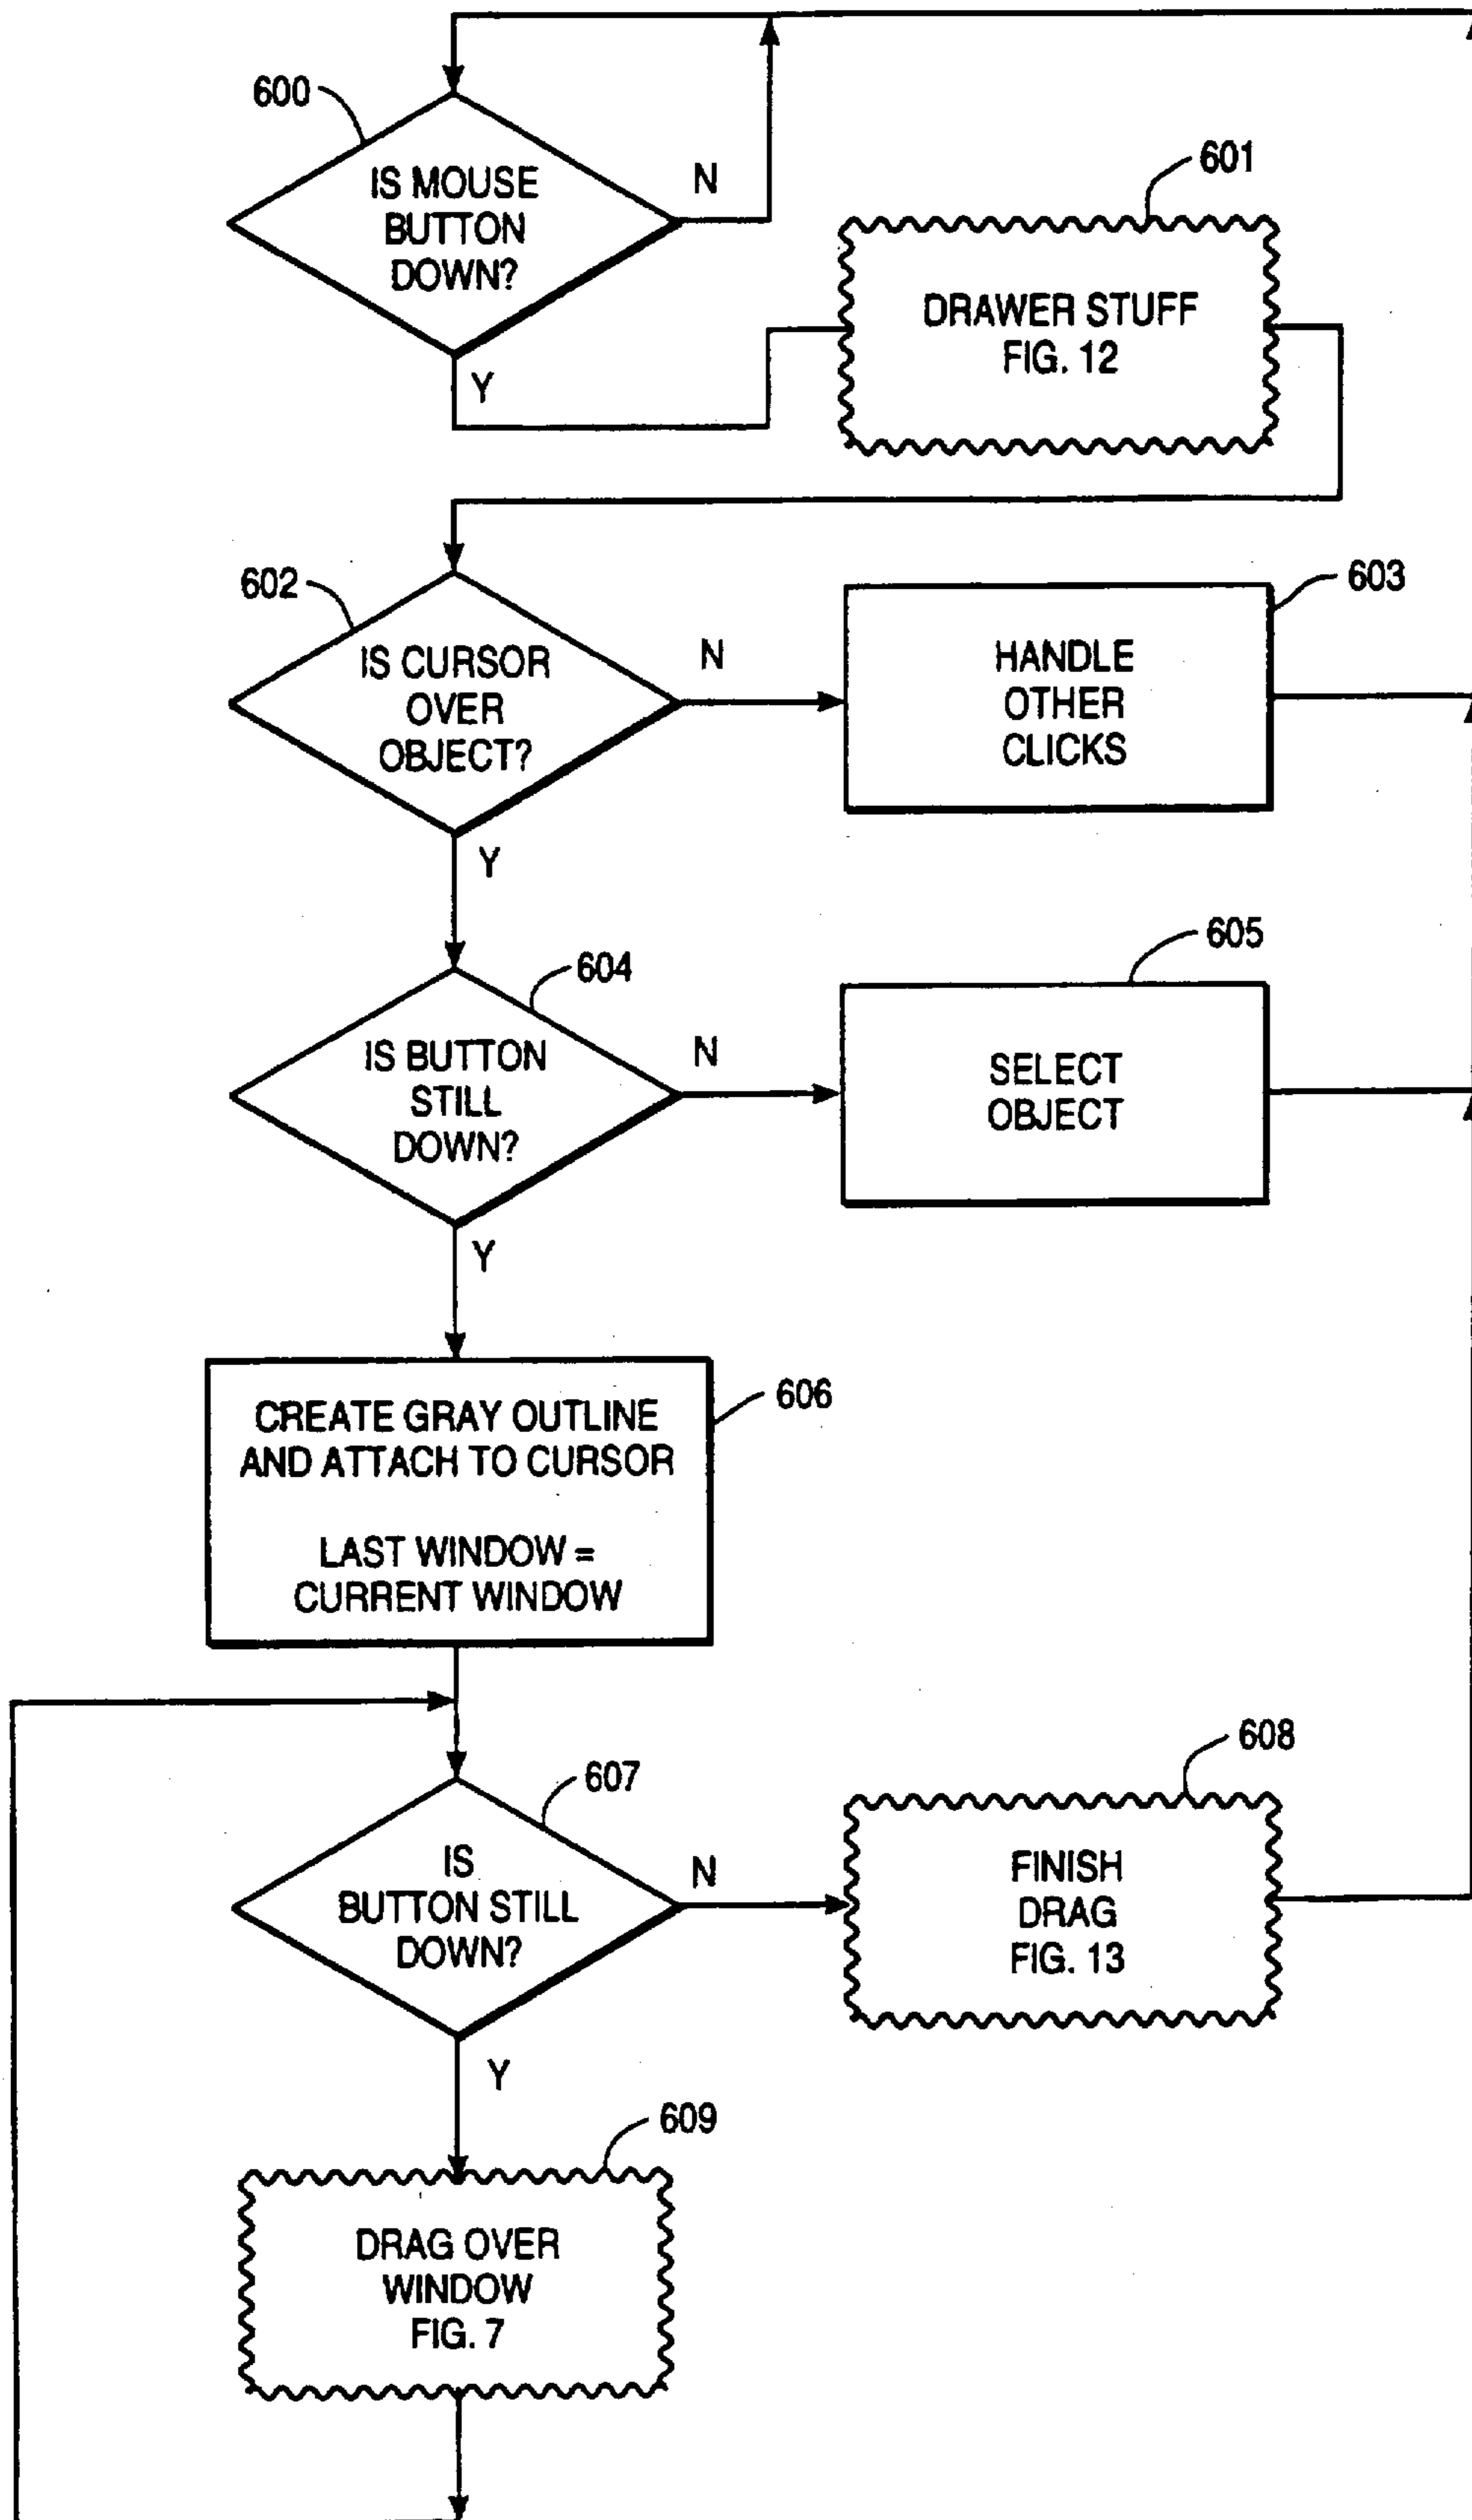 600
IS MOUSE
BUTTON
DOWN?
N
Y
601
DRAWER STUFF
FIG. 12
602
IS CURSOR
OVER
OBJECT?
N
Y
603
HANDLE
OTHER
CLICKS
604
IS BUTTON
STILL
DOWN?
N
Y
605
SELECT
OBJECT
606
CREATE GRAY OUTLINE
AND ATTACH TO CURSOR
LAST WINDOW =
CURRENT WINDOW
607
IS
BUTTON STILL
DOWN?
N
Y
608
FINISH
DRAG
FIG. 13
609
DRAG OVER
WINDOW
FIG. 7